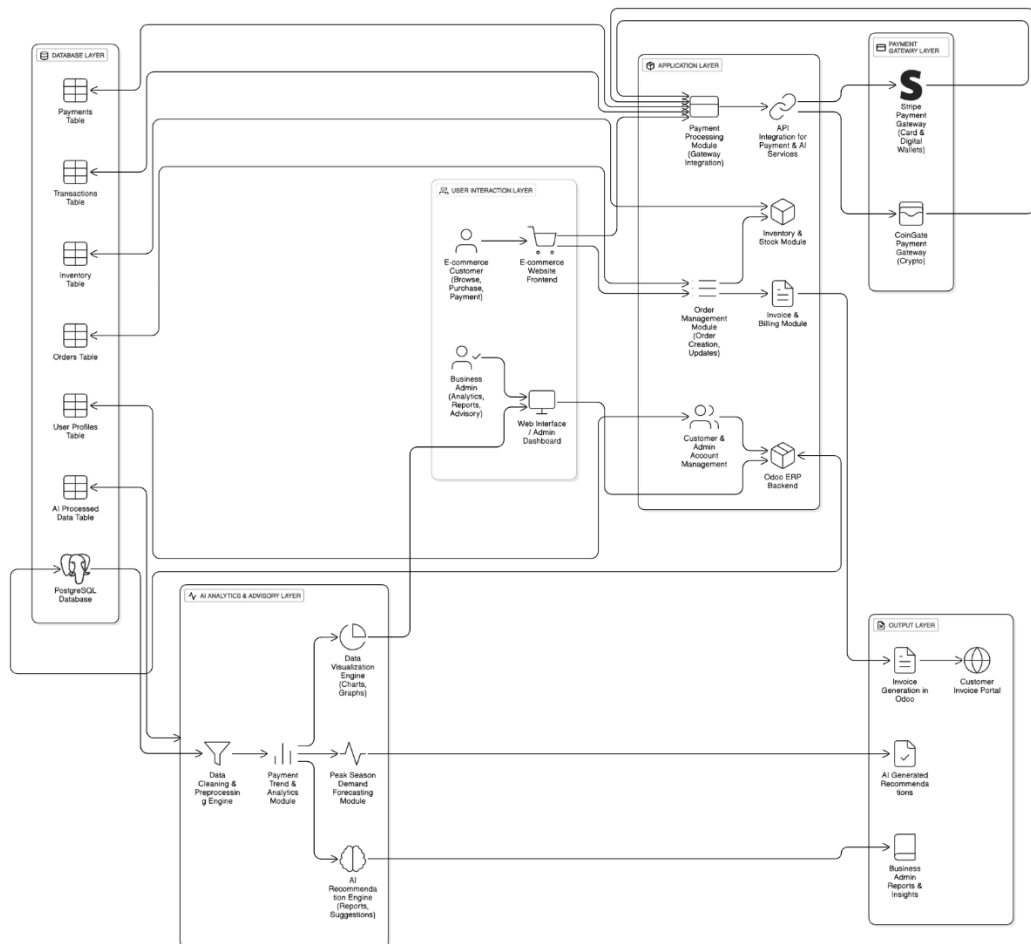 DATABASE LAYER
Payments
Table
Transactions
Table
Inventory
Table
Orders Table
User Profiles
Table
AI Processed
Data Table
PostgreSQL
Database
USER INTERACTION LAYER
E-commerce
Customer
(Browse,
Purchase,
Payment)
E-commerce
Website
Frontend
Business
Admin
(Analytics,
Reports,
Advisory)
Web Interface
/ Admin
Dashboard
APPLICATION LAYER
Payment
Processing
Module
(Gateway
Integration)
API
Integration for
Payment & AI
Services
Inventory &
Stock Module
Order
Management
Module
(Order
Creation,
Updates)
Invoice &
Billing Module
Customer &
Admin
Account
Management
Odoo ERP
Backend
PAYMENT
GATEWAY LAYER
S
Stripe
Payment
Gateway
(Card &
Digital
Wallets)
CoinGate
Payment
Gateway
(Crypto)
AI ANALYTICS & ADVISORY LAYER
Data
Visualization
Engine
(Charts,
Graphs)
Data
Cleaning &
Preprocessin
g Engine
Payment
Trend &
Analytics
Module
Peak Season
Demand
Forecasting
Module
AI
Recommenda
tion Engine
(Reports,
Suggestions)
OUTPUT LAYER
Invoice
Generation in
Odoo
Customer
Invoice Portal
AI Generated
Recommenda
tions
Business
Admin
Reports &
Insights